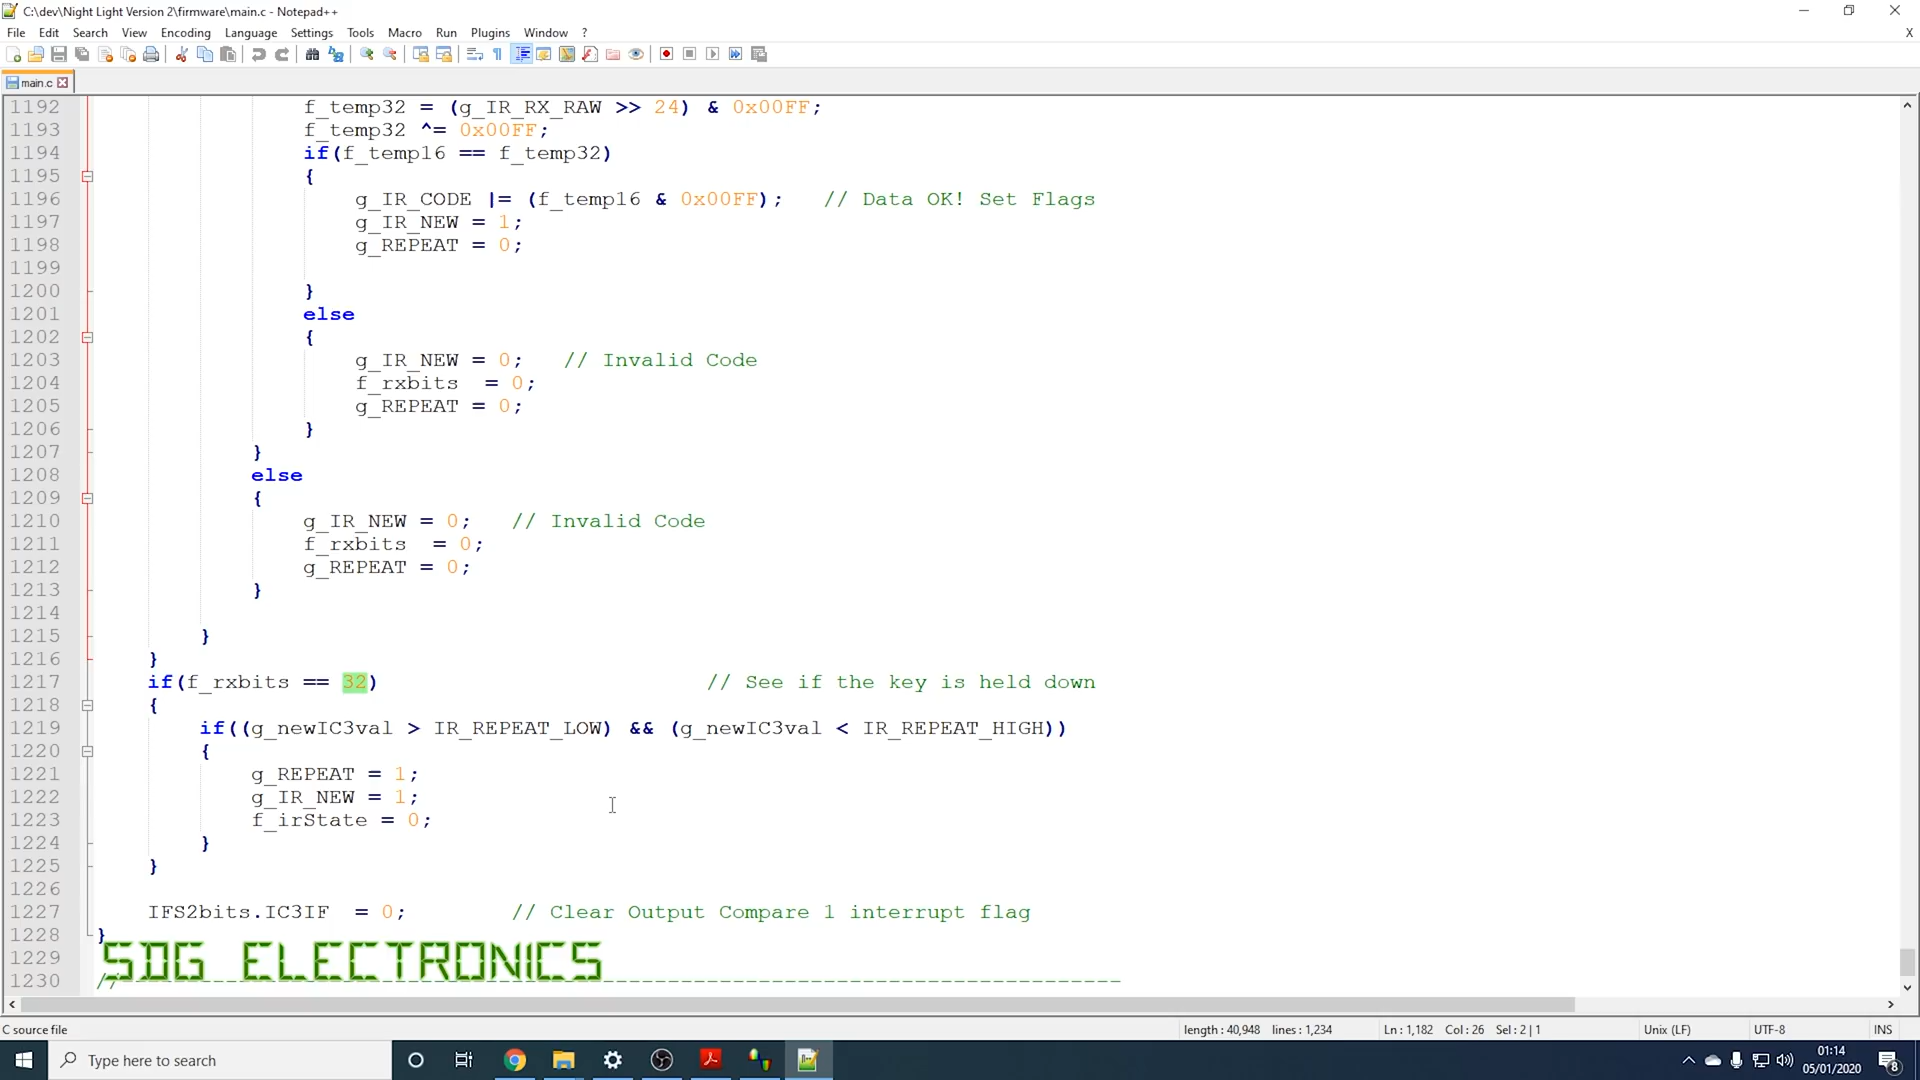 C:\dev\Night Light Version 2\firmware\main.c - Notepad++
File Edit Search View Encoding Language Settings Tools Macro Run Plugins Window ? X
main.c
1192 f_temp32 = (g_IR_RX_RAW >> 24) & 0x00FF;
1193 f_temp32 ^= 0x00FF;
1194 if(f_temp16 == f_temp32)
1195 {
1196 g_IR_CODE |= (f_temp16 & 0x00FF); // Data OK! Set Flags
1197 g_IR_NEW = 1;
1198 g_REPEAT = 0;
1199
1200 }
1201 else
1202 {
1203 g_IR_NEW = 0; // Invalid Code
1204 f_rxbits = 0;
1205 g_REPEAT = 0;
1206 }
1207 }
1208 else
1209 {
1210 g_IR_NEW = 0; // Invalid Code
1211 f_rxbits = 0;
1212 g_REPEAT = 0;
1213 }
1214
1215 }
1216 }
1217 if(f_rxbits == 32) // See if the key is held down
1218 {
1219 if((g_newIC3val > IR_REPEAT_LOW) && (g_newIC3val < IR_REPEAT_HIGH))
1220 {
1221 g_REPEAT = 1;
1222 g_IR_NEW = 1;
1223 f_irState = 0;
1224 }
1225 }
1226
1227 IFS2bits.IC3IF = 0; // Clear Output Compare 1 interrupt flag
1228 }
1229
SDG ELECTRONICS
1230 //------------------------------------------------------------------------------
C source file length : 40,948 lines : 1,234 Ln : 1,182 Col : 26 Sel : 2 | 1 Unix (LF) UTF-8 INS
Type here to search
01:14
05/01/2020
8